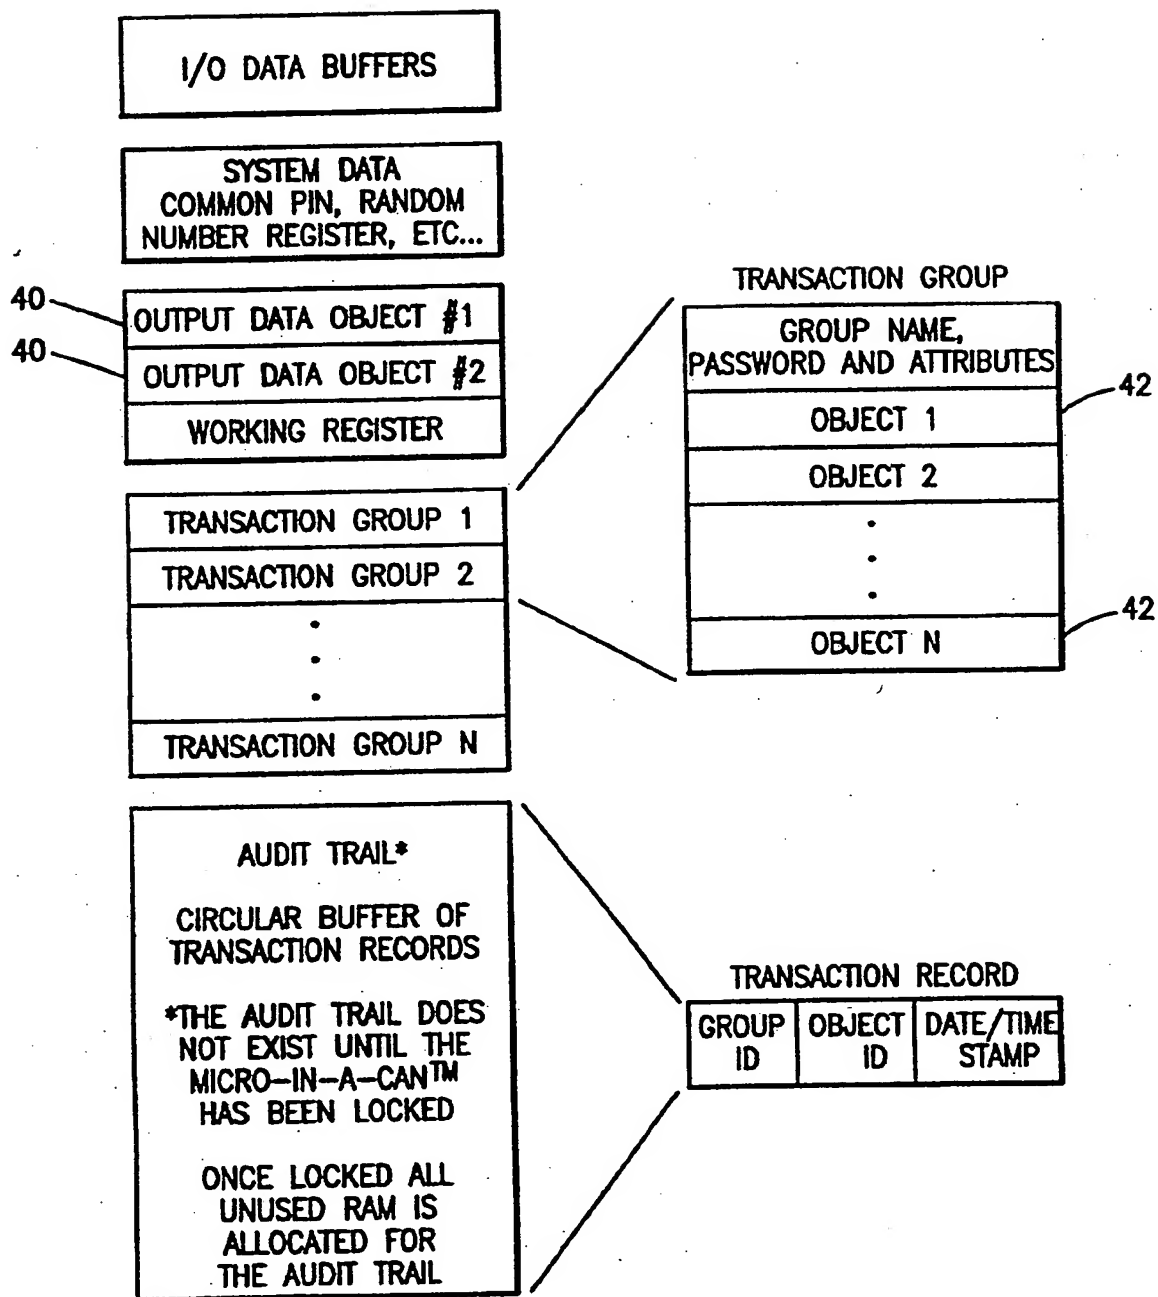 I/O DATA BUFFERS
SYSTEM DATA
COMMON PIN, RANDOM
NUMBER REGISTER, ETC...
40
OUTPUT DATA OBJECT #1
40
OUTPUT DATA OBJECT #2
WORKING REGISTER
TRANSACTION GROUP 1
TRANSACTION GROUP 2
TRANSACTION GROUP N
TRANSACTION GROUP
GROUP NAME,
PASSWORD AND ATTRIBUTES
42
OBJECT 1
OBJECT 2
42
OBJECT N
AUDIT TRAIL*
CIRCULAR BUFFER OF
TRANSACTION RECORDS
*THE AUDIT TRAIL DOES
NOT EXIST UNTIL THE
MICRO-IN-A-CAN™
HAS BEEN LOCKED
ONCE LOCKED ALL
UNUSED RAM IS
ALLOCATED FOR
THE AUDIT TRAIL
TRANSACTION RECORD
GROUP ID
OBJECT ID
DATE/TIME STAMP